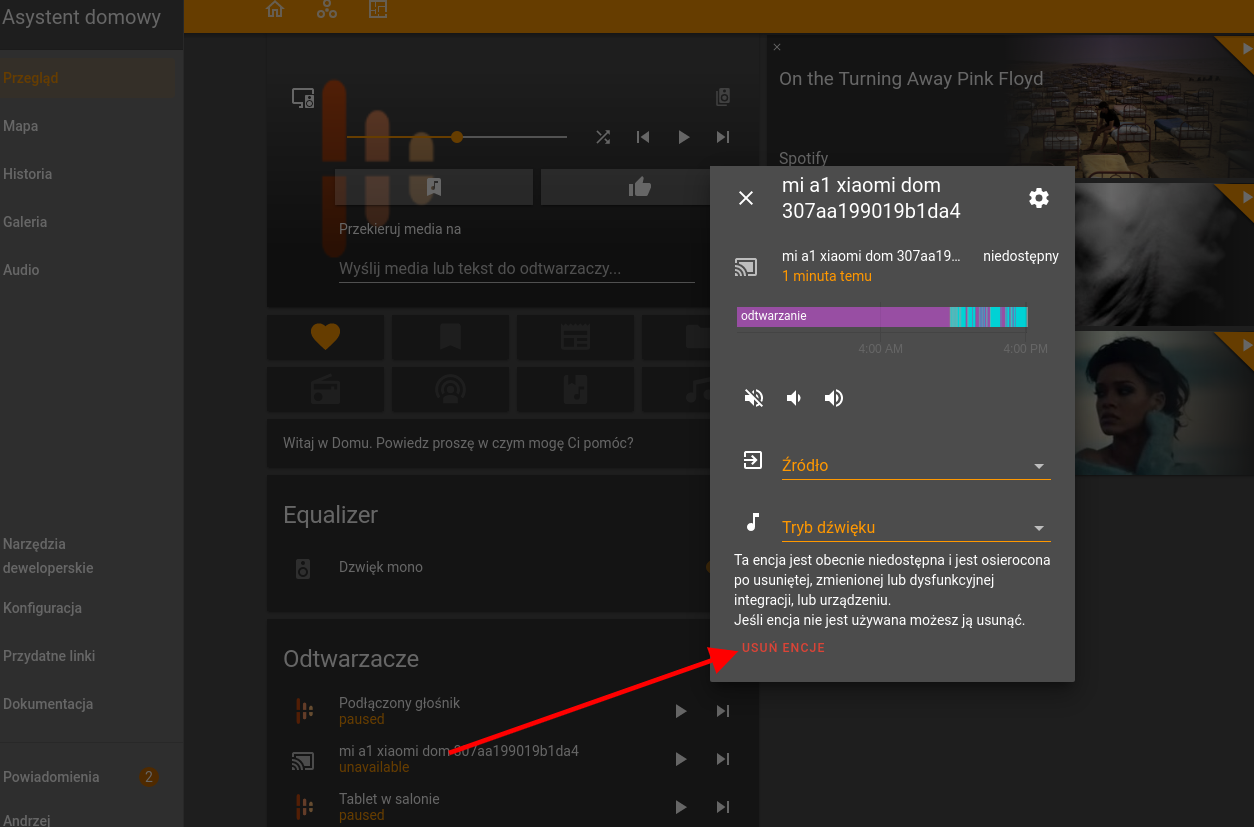 Asystent domowy
Przegląd
Mapa
Historia
Galeria
Audio
Narzędzia
deweloperskie
Konfiguracja
Przydatne linki
Dokumentacja
Powiadomienia 2
Andrzej
Przekieruj media na
Wyślij media lub tekst do odtwarzaczy...
Witaj w Domu. Powiedz proszę w czym mogę Ci pomóc?
Equalizer
Dzwięk mono
Odtwarzacze
Podłączony głośnik
paused
mi a1 xiaomi dom 307aa199019b1da4
unavailable
Tablet w salonie
paused
On the Turning Away Pink Floyd
Spotify
mi a1 xiaomi dom
307aa199019b1da4
mi a1 xiaomi dom 307aa19... niedostępny
1 minuta temu
odtwarzanie
4:00 AM 4:00 PM
Źródło
Tryb dźwięku
Ta encja jest obecnie niedostępna i jest osierocona
po usuniętej, zmienionej lub dysfunkcyjnej
integracji, lub urządzeniu.
Jeśli encja nie jest używana możesz ją usunąć.
USUŃ ENCJE